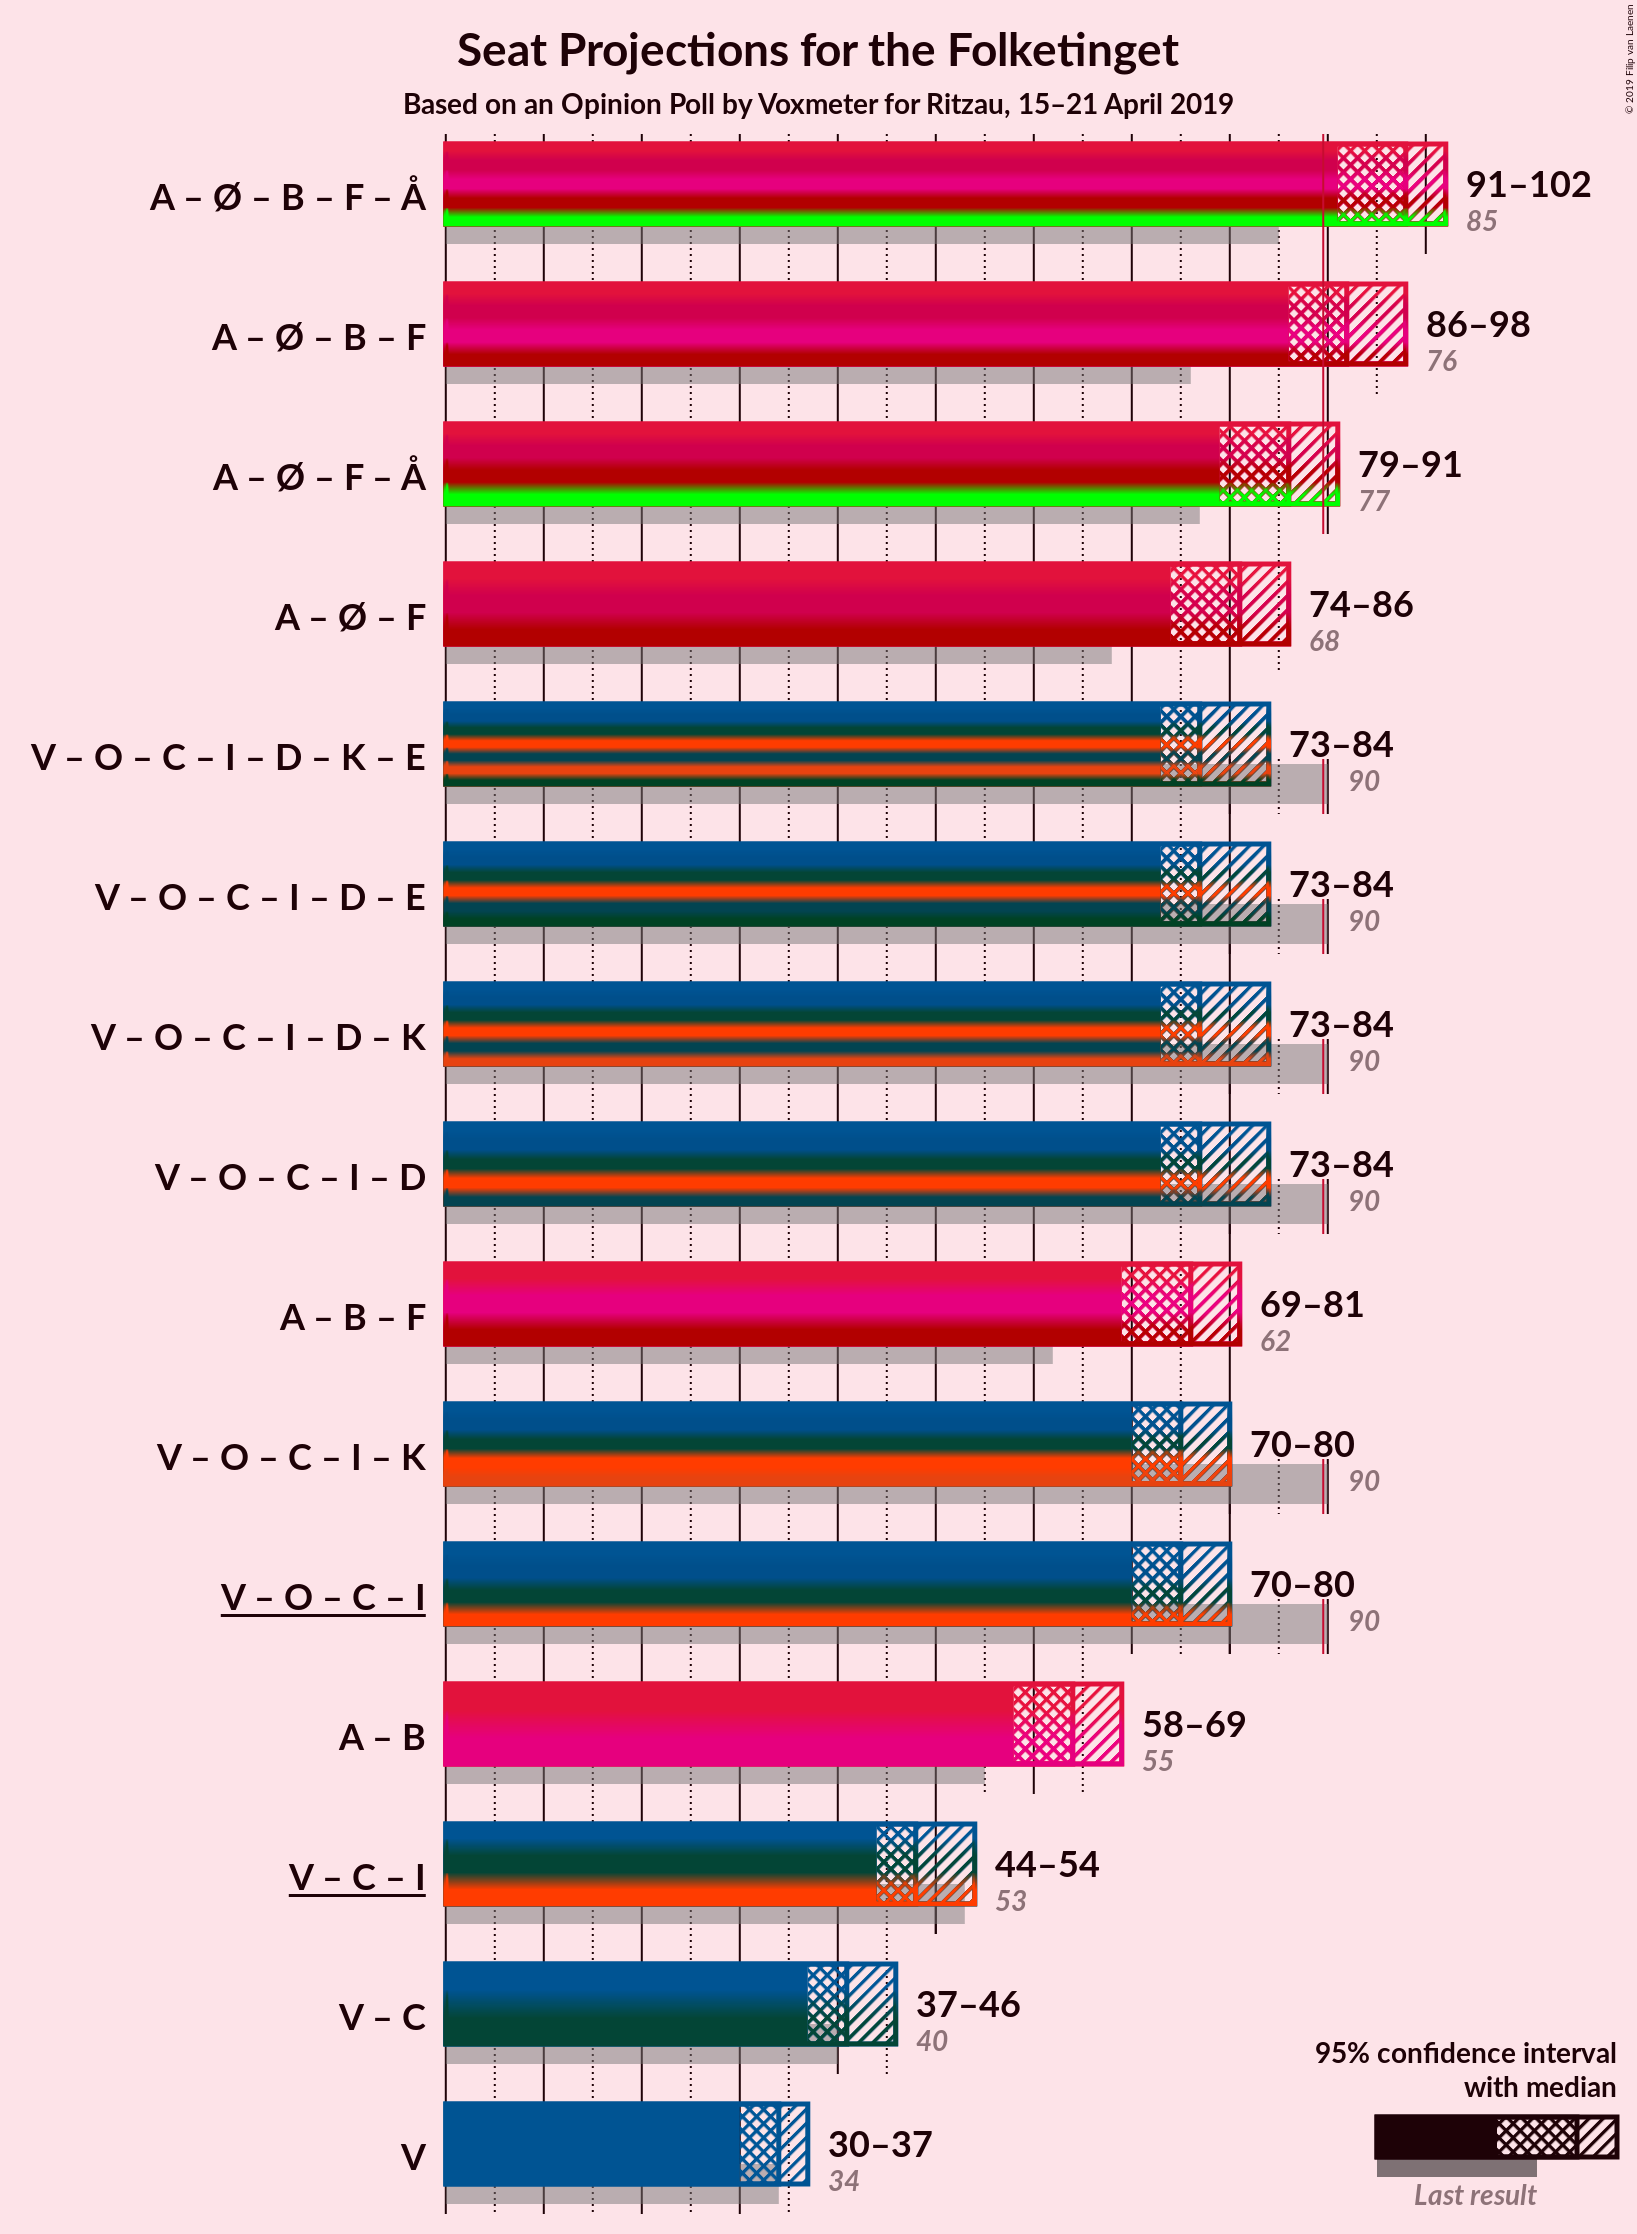 Seat Projections for the Folketinget
Based on an Opinion Poll by Voxmeter for Ritzau, 15–21 April 2019
© 2019 Filip van Laenen
A – Ø – B – F – Å
91–102
85
A – Ø – B – F
86–98
76
A – Ø – F – Å
79–91
77
A – Ø – F
74–86
68
V – O – C – I – D – K – E
73–84
90
V – O – C – I – D – E
73–84
90
V – O – C – I – D – K
73–84
90
V – O – C – I – D
73–84
90
A – B – F
69–81
62
V – O – C – I – K
70–80
90
V – O – C – I
70–80
90
A – B
58–69
55
V – C – I
44–54
53
V – C
37–46
40
V
30–37
34
95% confidence interval
with median
Last result